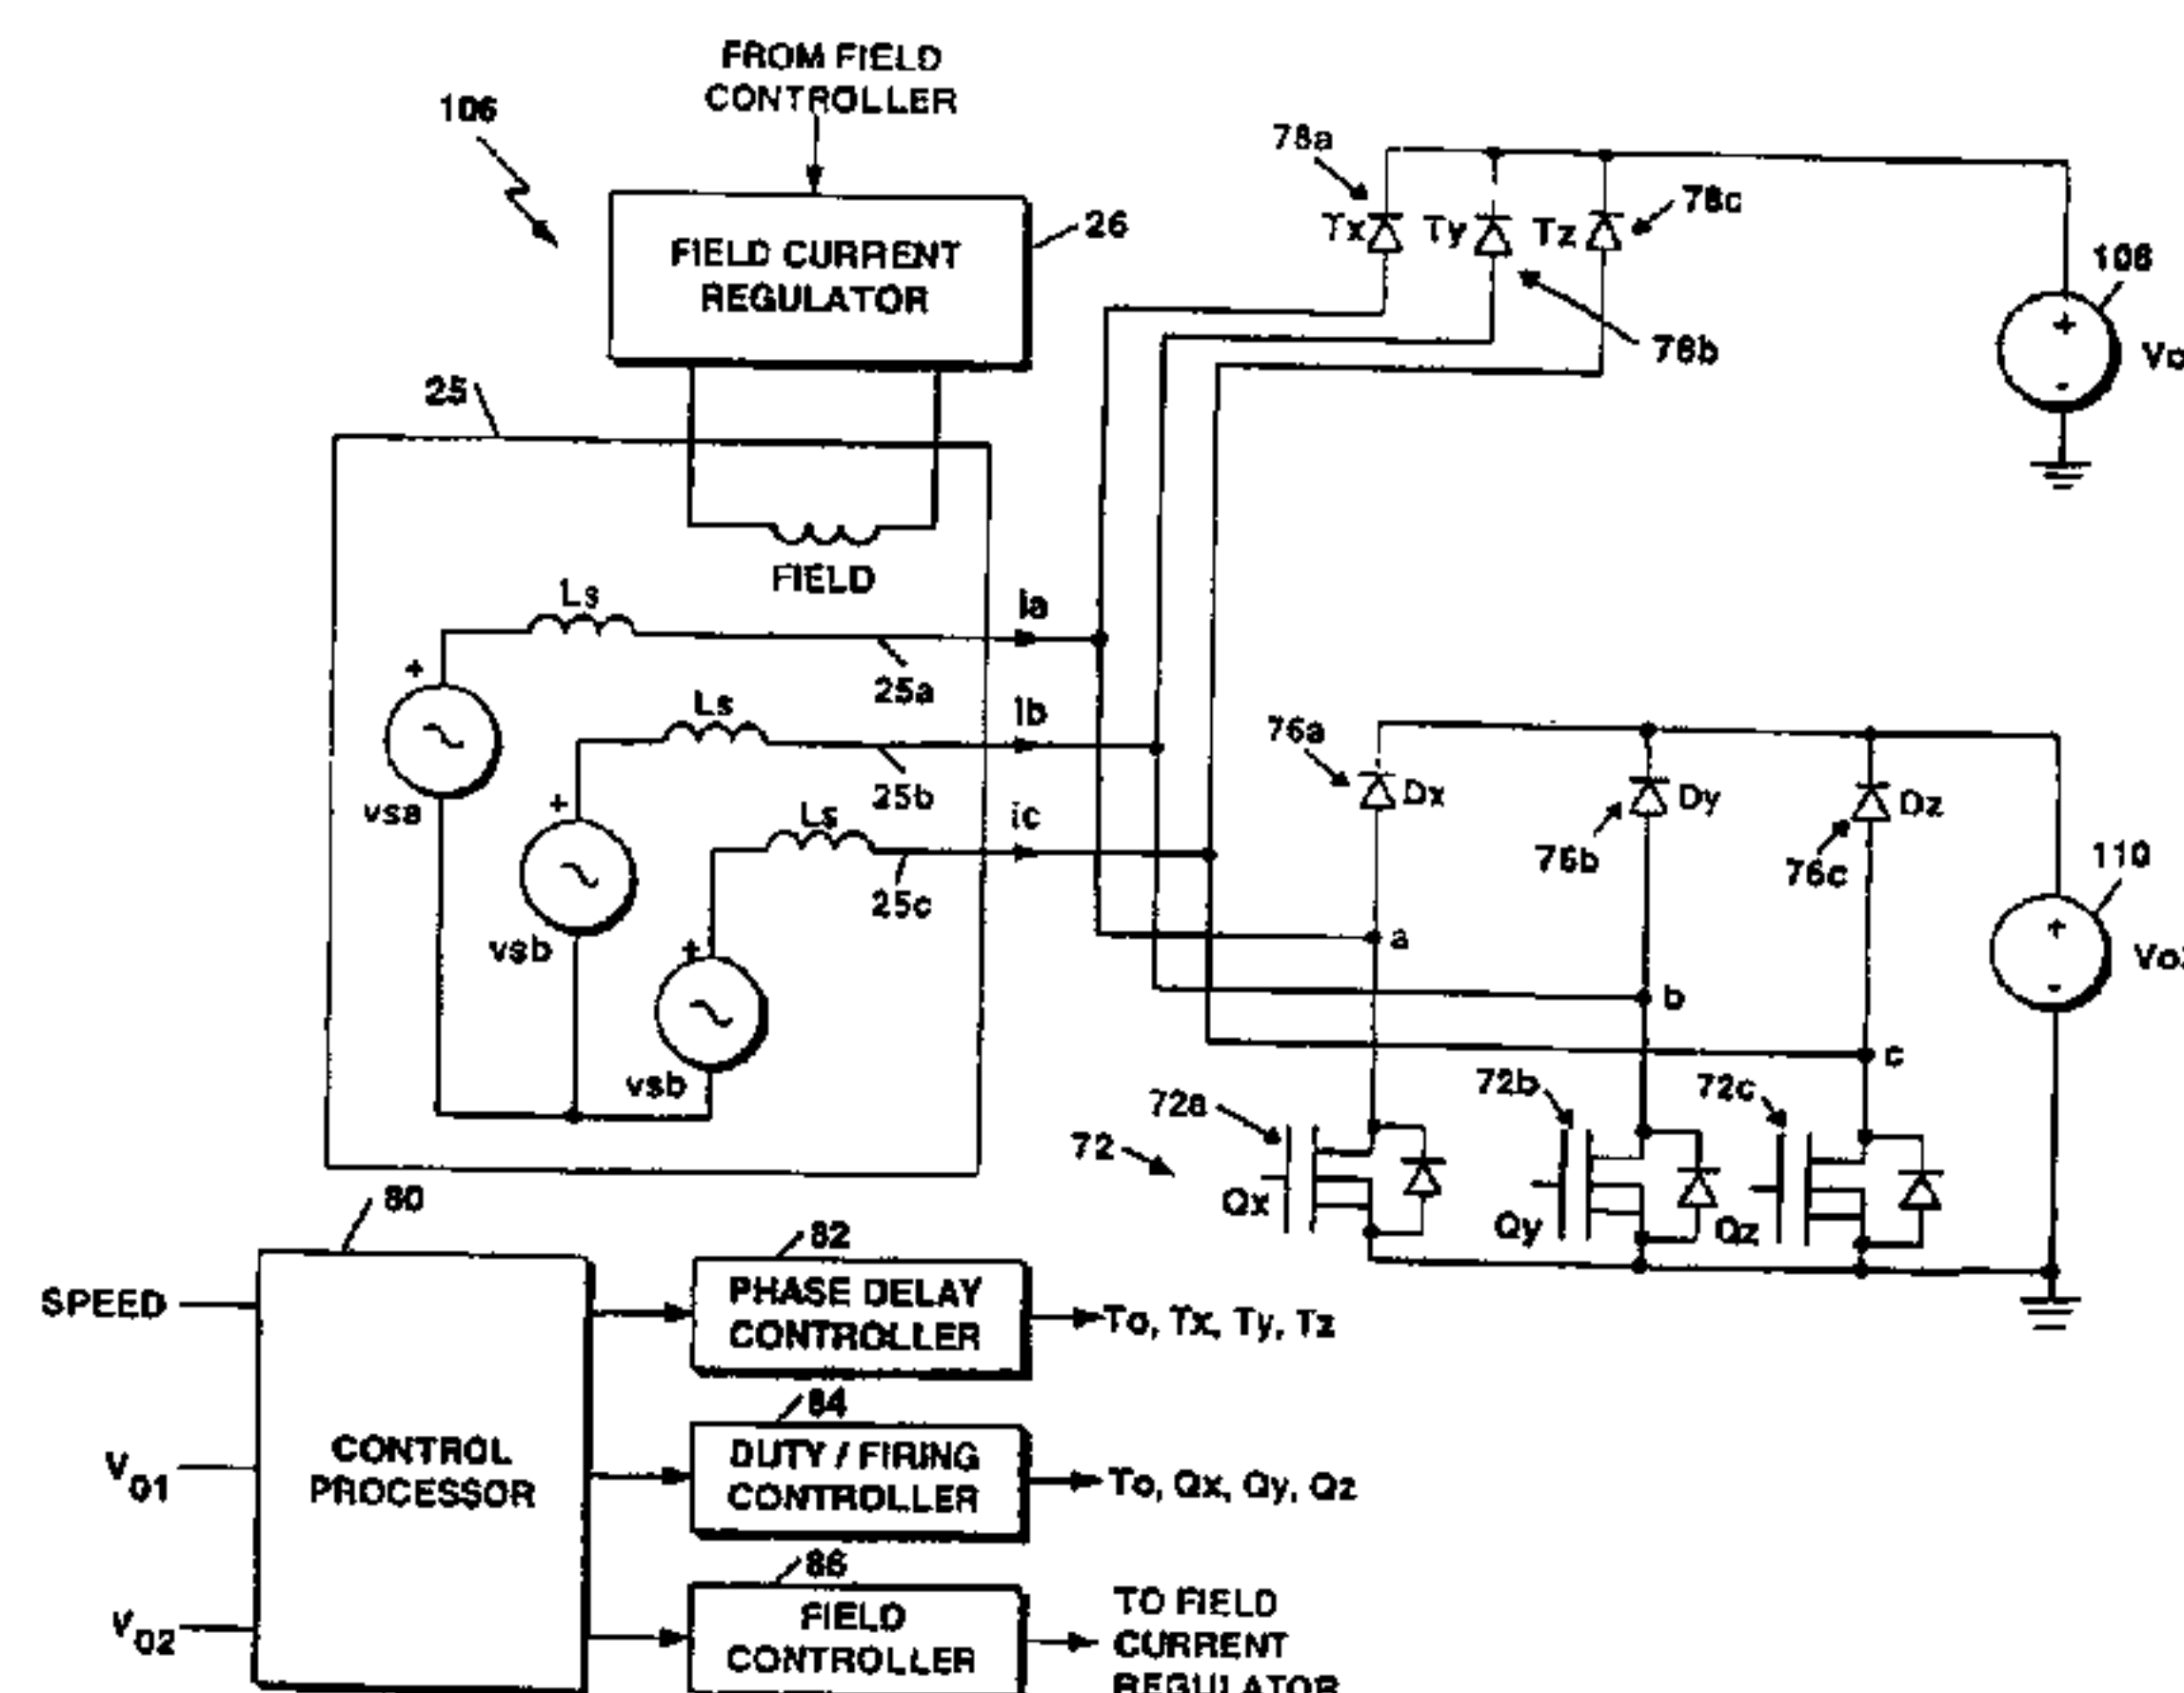 FROM FIELD
CONTROLLER
106
78a
Tx
Ty
Tz
78c
26
FIELD CURRENT
REGULATOR
108
78b
Vo
25
FIELD
Ls
Ia
25a
+
vsa
Ls
Ib
25b
+
vsb
Ls
ic
25c
+
vsb
76a
Dx
76b
Dy
76c
Dz
110
+
-
+
-
a
b
c
72a
72b
72c
72
Qx
Qy
Qz
80
82
SPEED
PHASE DELAY
CONTROLLER
To, Tx, Ty, Tz
84
V01
CONTROL
PROCESSOR
DUTY / FIRING
CONTROLLER
To, Qx, Qy, Qz
86
V02
FIELD
CONTROLLER
TO FIELD
CURRENT
REGULATOR